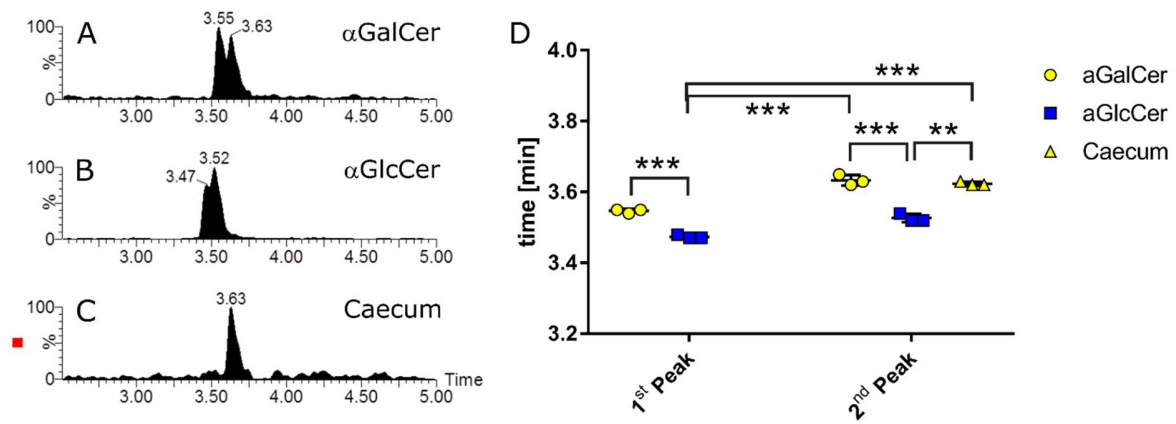 A
αGalCer
100
%
0
3.55
3.63
3.00 3.50 4.00 4.50 5.00
B
αGlcCer
100
%
0
3.47
3.52
3.00 3.50 4.00 4.50 5.00
C
Caecum
100
%
0
3.63
3.00 3.50 4.00 4.50 5.00
Time
D
time [min]
4.0
3.8
3.6
3.4
3.2
***
***
***
***
**
1st Peak
2nd Peak
aGalCer
aGlcCer
Caecum